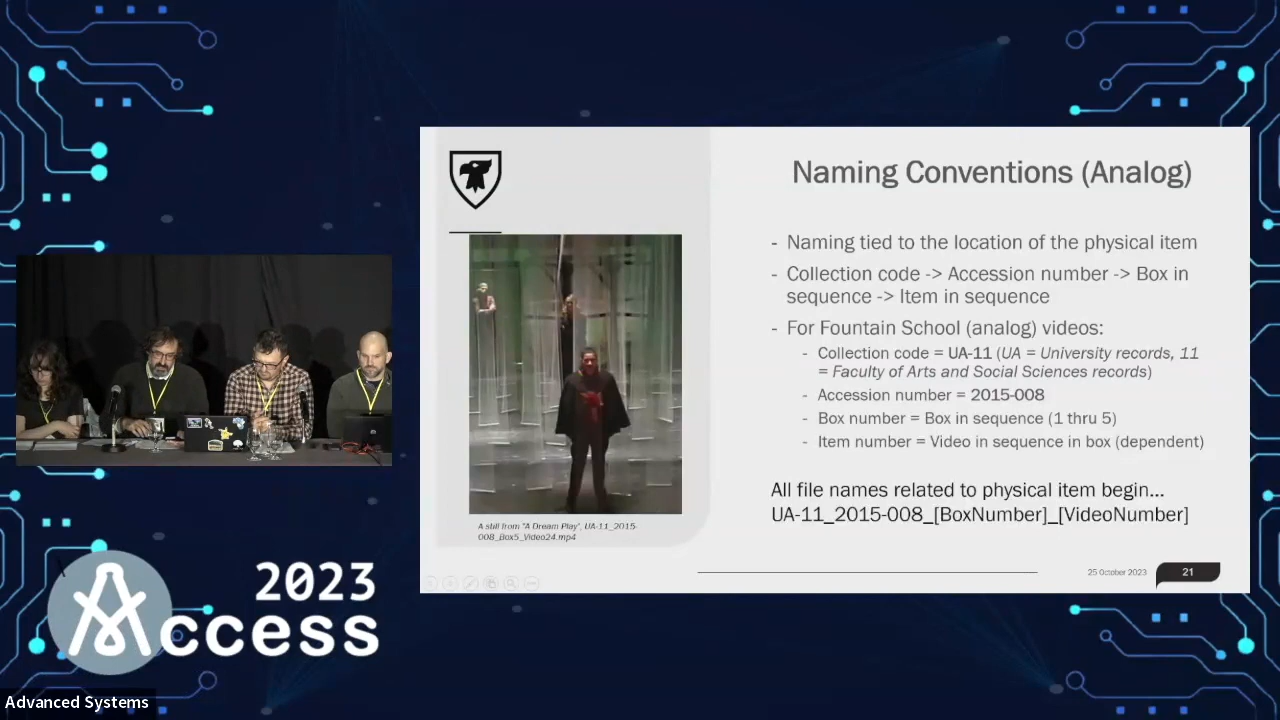 Naming Conventions (Analog)
- Naming tied to the location of the physical item
- Collection code -> Accession number -> Box in
sequence -> Item in sequence
- For Fountain School (analog) videos:
- Collection code = UA-11 (UA = University records, 11
= Faculty of Arts and Social Sciences records)
- Accession number = 2015-008
- Box number = Box in sequence (1 thru 5)
- Item number = Video in sequence in box (dependent)
All file names related to physical item begin...
UA-11_2015-008_[BoxNumber]_[VideoNumber]
A still from "A Dream Play", UA-11_2015-
008_Box5_Video24.mp4
25 October 2023
21
2023
Access
Advanced Systems